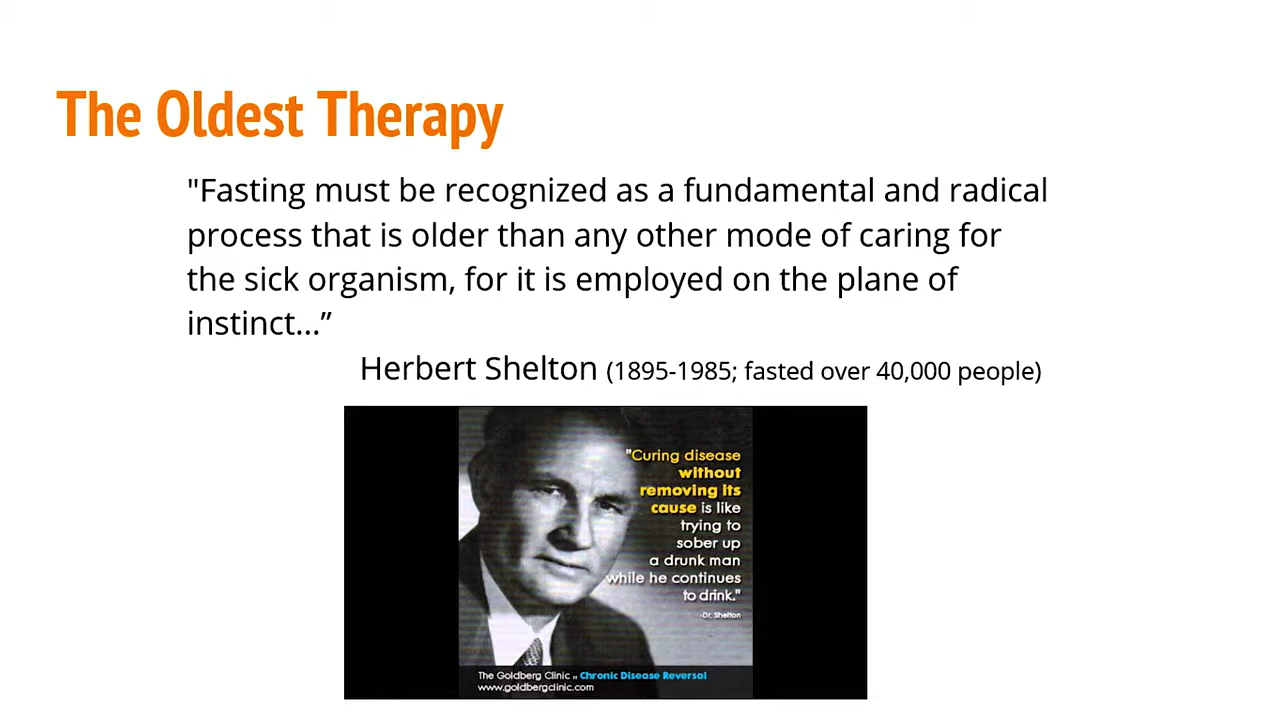 The Oldest Therapy
"Fasting must be recognized as a fundamental and radical
process that is older than any other mode of caring for
the sick organism, for it is employed on the plane of
instinct...”
Herbert Shelton (1895-1985; fasted over 40,000 people)
"Curing disease
without
removing its
cause is like
trying to
sober up
a drunk man
while he continues
to drink."
-Dr. Shelton
The Goldberg Clinic :: Chronic Disease Reversal
www.goldbergclinic.com